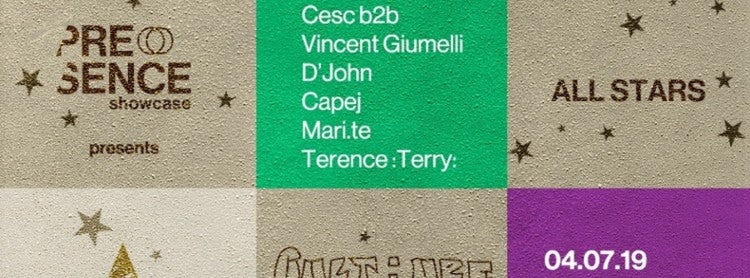 PRE
SENCE
showcase
presents
Cesc b2b
Vincent Giumelli
D'John
Capej
Mari.te
Terence :Terry:
ALL STARS
04.07.19